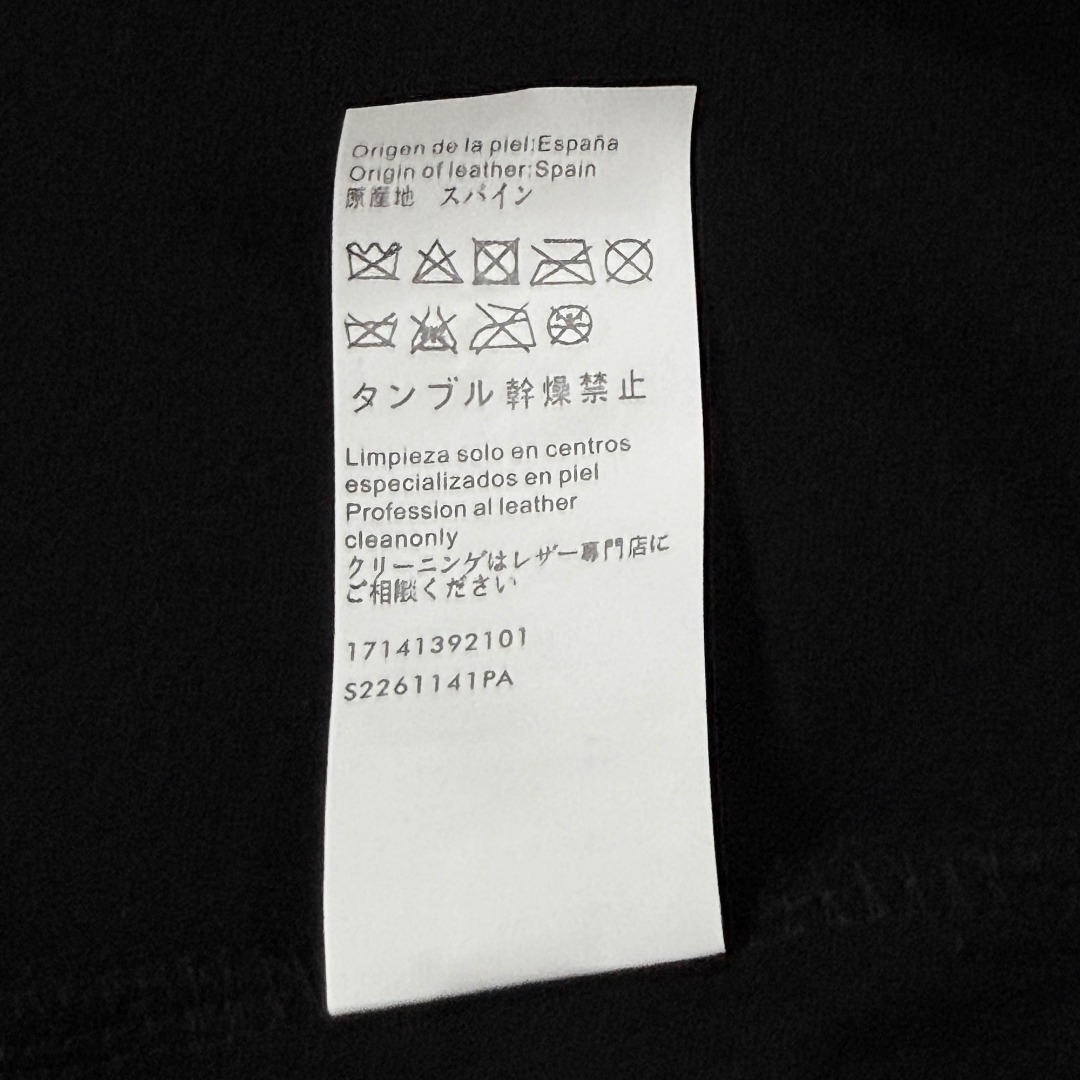 Origen de la piel:España
Origin of leather:Spain
原産地　スパイン
タンブル幹燥禁止
Limpieza solo en centros
especializados en piel
Profession al leather
cleanonly
クリーニングはレザー専門店に
ご相談ください
17141392101
S2261141PA